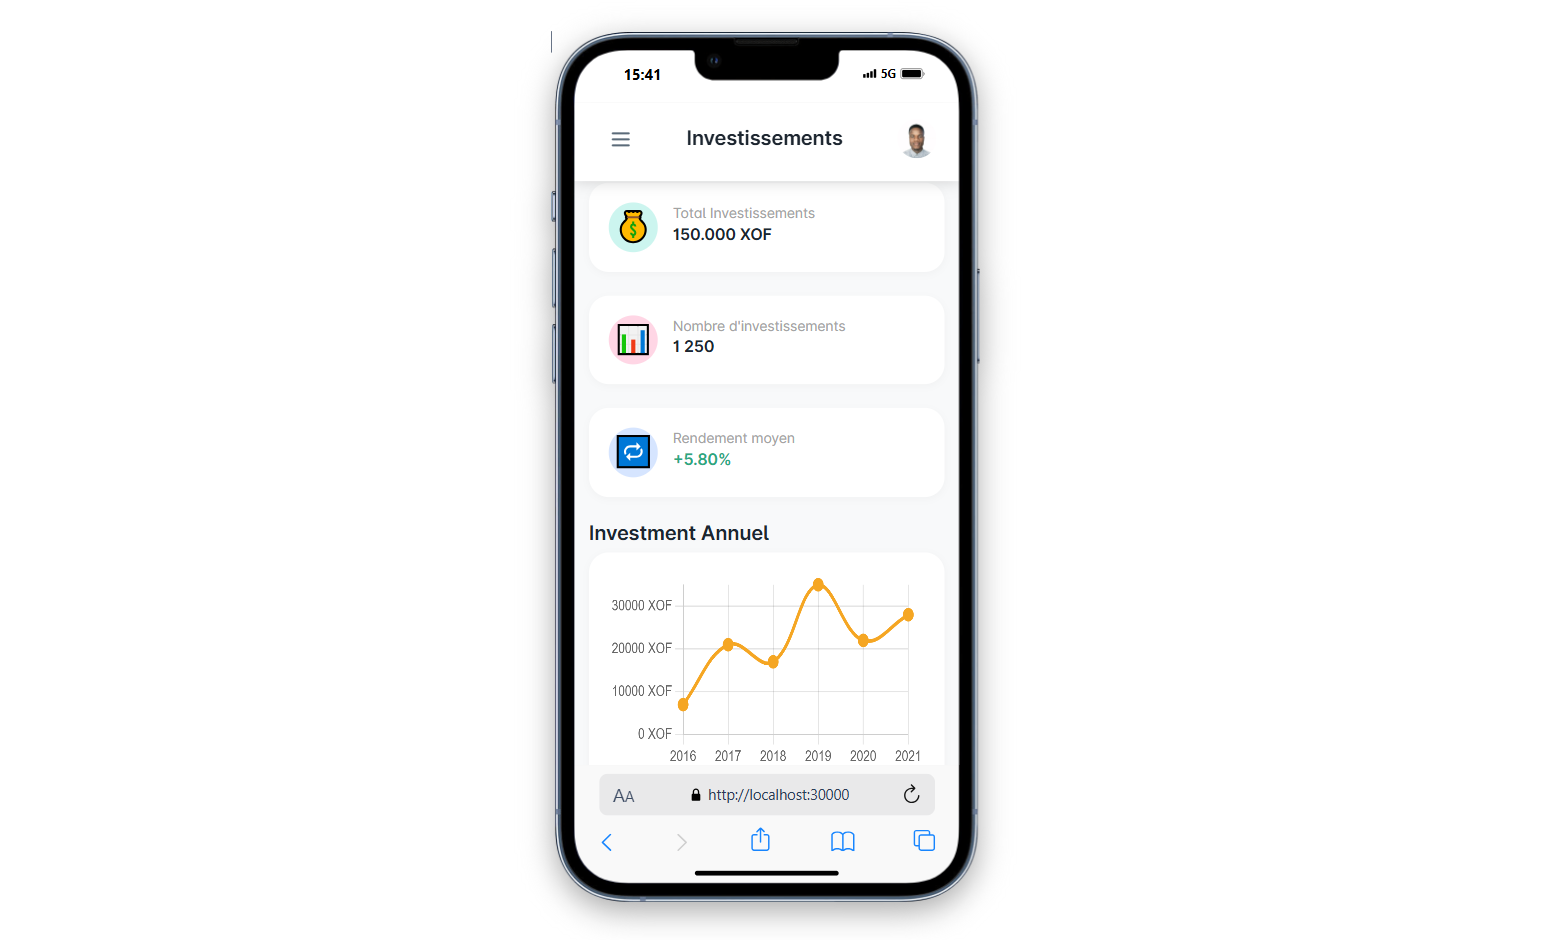 15:41
5G
Investissements
Total Investissements
150.000 XOF
Nombre d'investissements
1 250
Rendement moyen
+5.80%
Investment Annuel
30000 XOF
20000 XOF
10000 XOF
0 XOF
2016 2017 2018 2019 2020 2021
AA http://localhost:30000